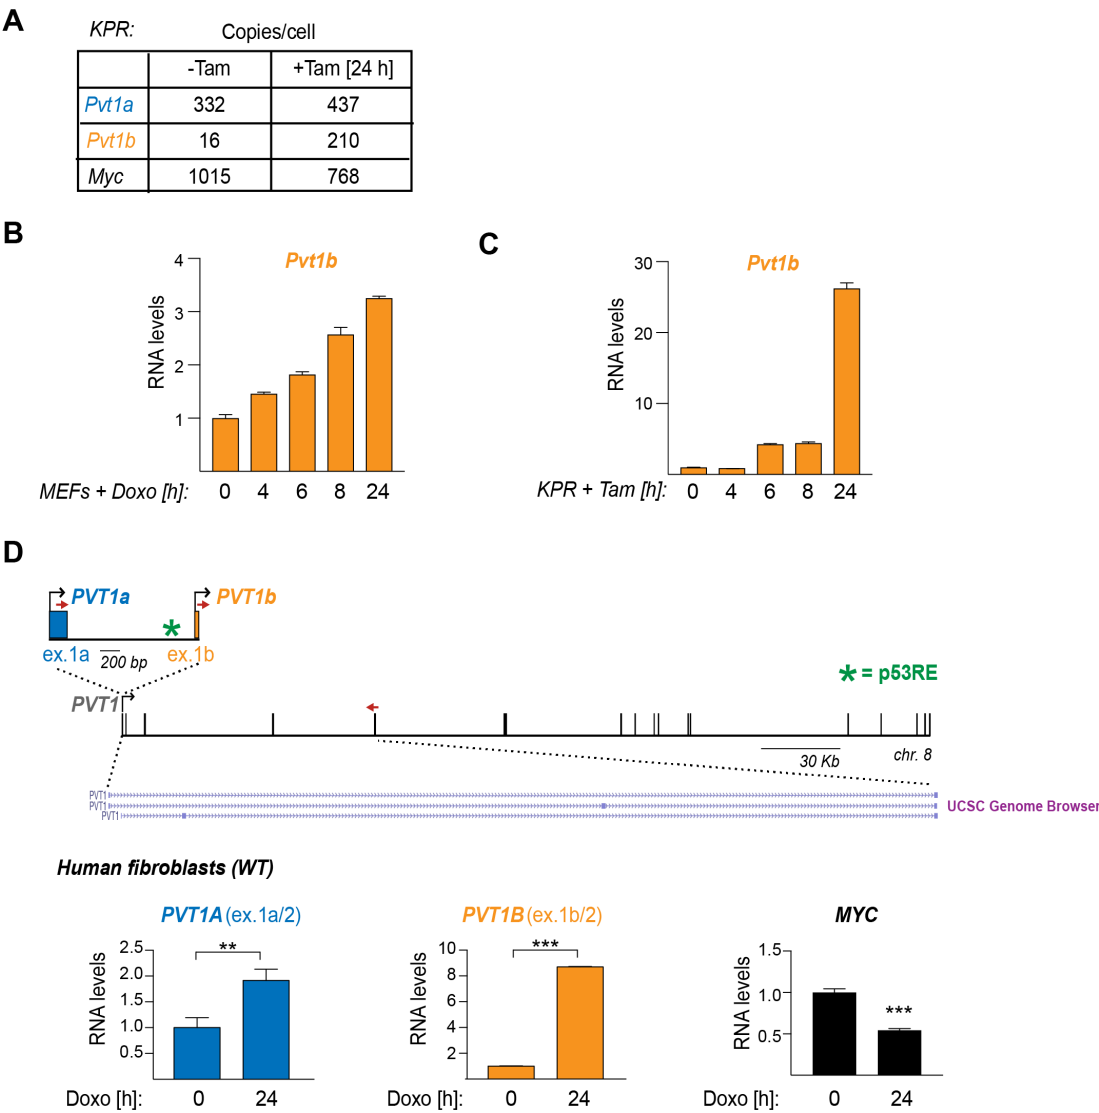 A
KPR: Copies/cell
-Tam +Tam [24 h]
Pvt1a 332 437
Pvt1b 16 210
Myc 1015 768
B
Pvt1b
RNA levels
4
3
2
1
MEFs + Doxo [h]: 0 4 6 8 24
C
Pvt1b
RNA levels
30
20
10
KPR + Tam [h]: 0 4 6 8 24
D
PVT1a PVT1b
*
ex.1a 200 bp ex.1b
* = p53RE
PVT1
30 Kb chr. 8
PVT1
PVT1
PVT1
UCSC Genome Browser
Human fibroblasts (WT)
PVT1A (ex.1a/2)
RNA levels
2.5
2.0
1.5
1.0
0.5
**
Doxo [h]: 0 24
PVT1B (ex.1b/2)
RNA levels
10
8
6
4
2
***
Doxo [h]: 0 24
MYC
RNA levels
1.5
1.0
0.5
***
Doxo [h]: 0 24